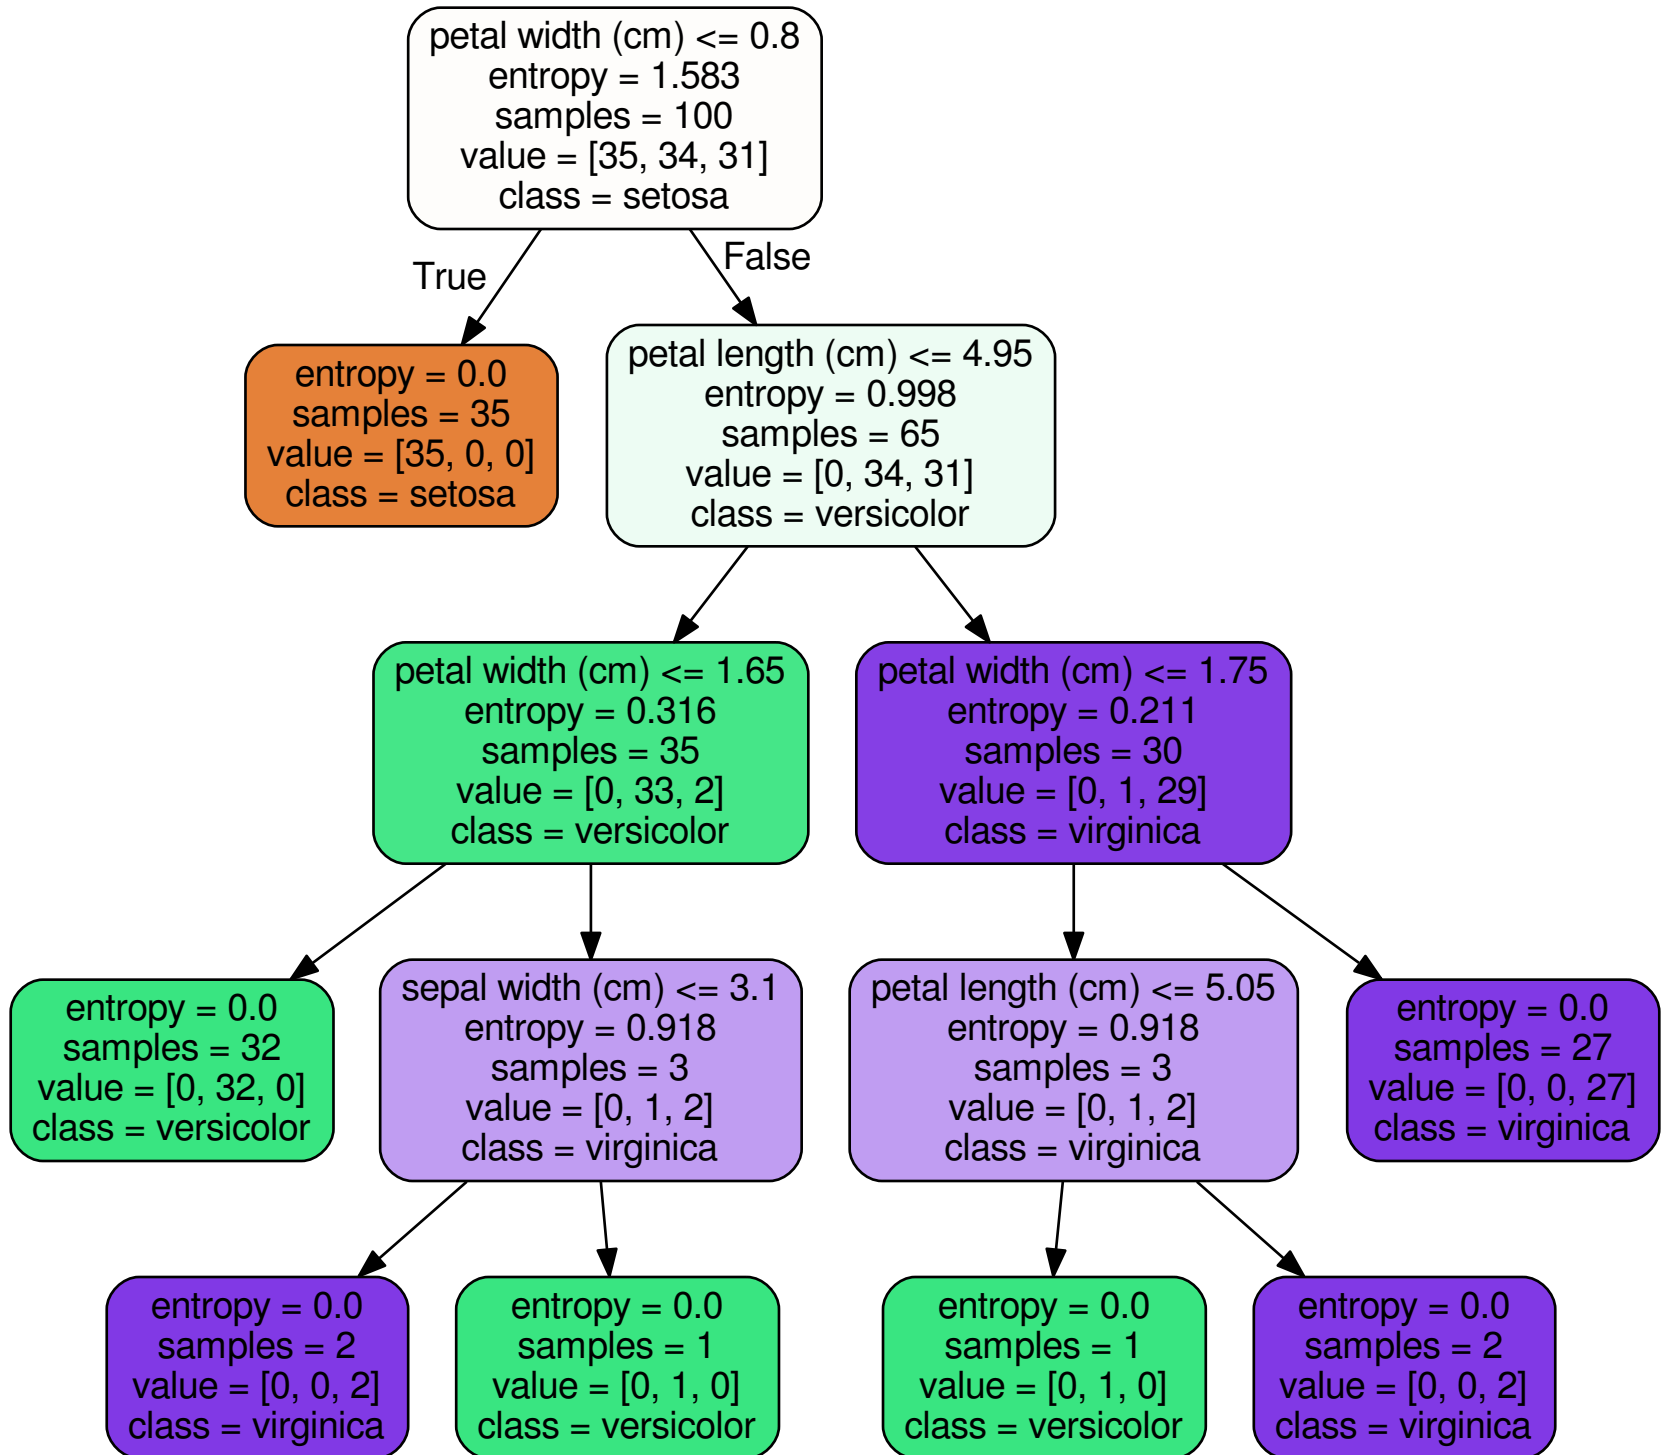 petal width (cm) <= 0.8
entropy = 1.583
samples = 100
value = [35, 34, 31]
class = setosa
True
False
entropy = 0.0
samples = 35
value = [35, 0, 0]
class = setosa
petal length (cm) <= 4.95
entropy = 0.998
samples = 65
value = [0, 34, 31]
class = versicolor
petal width (cm) <= 1.65
entropy = 0.316
samples = 35
value = [0, 33, 2]
class = versicolor
petal width (cm) <= 1.75
entropy = 0.211
samples = 30
value = [0, 1, 29]
class = virginica
entropy = 0.0
samples = 32
value = [0, 32, 0]
class = versicolor
sepal width (cm) <= 3.1
entropy = 0.918
samples = 3
value = [0, 1, 2]
class = virginica
petal length (cm) <= 5.05
entropy = 0.918
samples = 3
value = [0, 1, 2]
class = virginica
entropy = 0.0
samples = 27
value = [0, 0, 27]
class = virginica
entropy = 0.0
samples = 2
value = [0, 0, 2]
class = virginica
entropy = 0.0
samples = 1
value = [0, 1, 0]
class = versicolor
entropy = 0.0
samples = 1
value = [0, 1, 0]
class = versicolor
entropy = 0.0
samples = 2
value = [0, 0, 2]
class = virginica